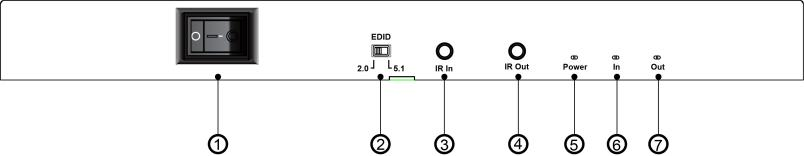 EDID
2.0 5.1
IR In
IR Out
Power
In
Out
1 2 3 4 5 6 7